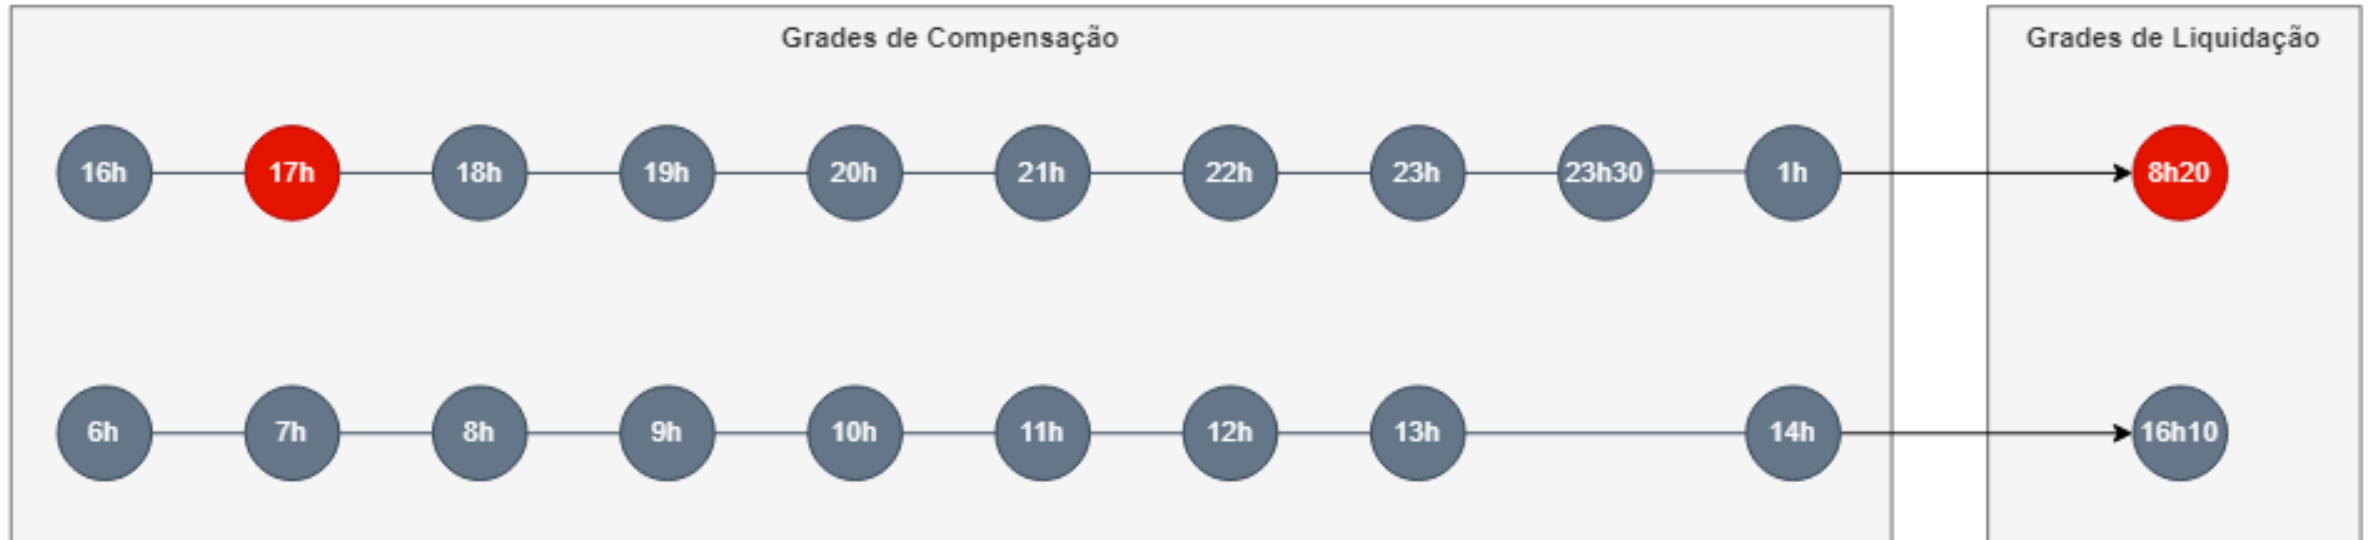 Grades de Compensação
Grades de Liquidação
16h 17h 18h 19h 20h 21h 22h 23h 23h30 1h 8h20
6h 7h 8h 9h 10h 11h 12h 13h 14h 16h10